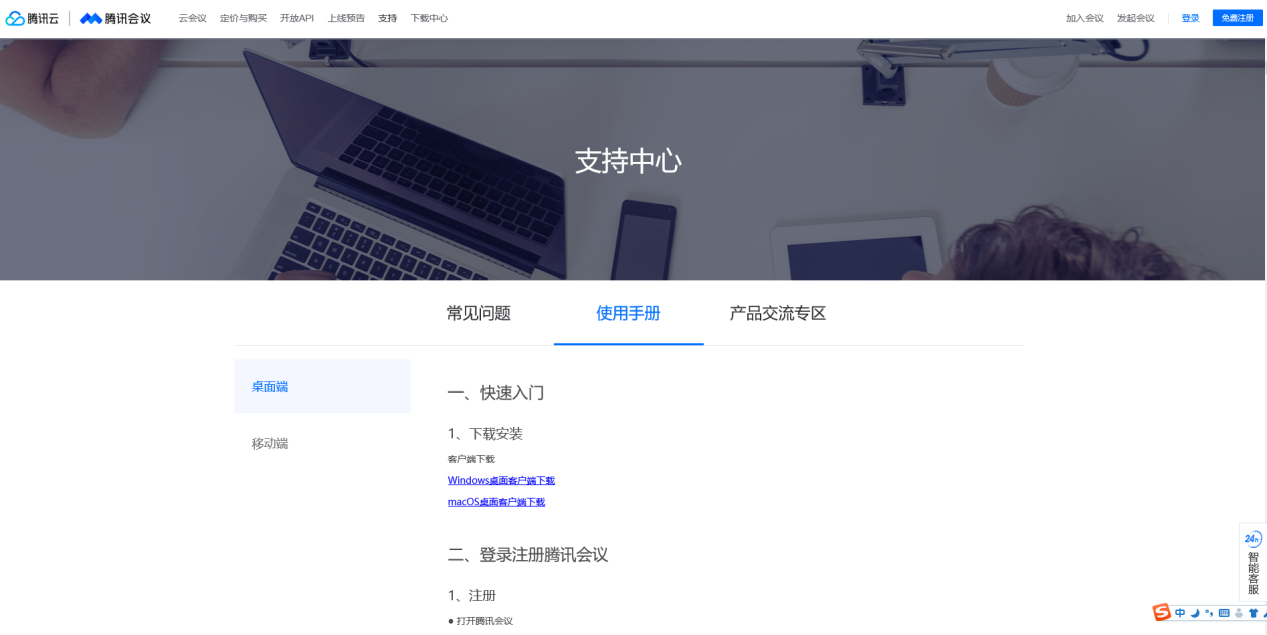 腾讯云 腾讯会议 云会议 定价与购买 开放API 上线预告 支持 下载中心 加入会议 发起会议 登录 免费注册
支持中心
常见问题 使用手册 产品交流专区
桌面端
移动端
一、快速入门
1、下载安装
客户端下载
Windows桌面客户端下载
macOS桌面客户端下载
二、登录注册腾讯会议
1、注册
● 打开腾讯会议
24h
智能客服
S 中